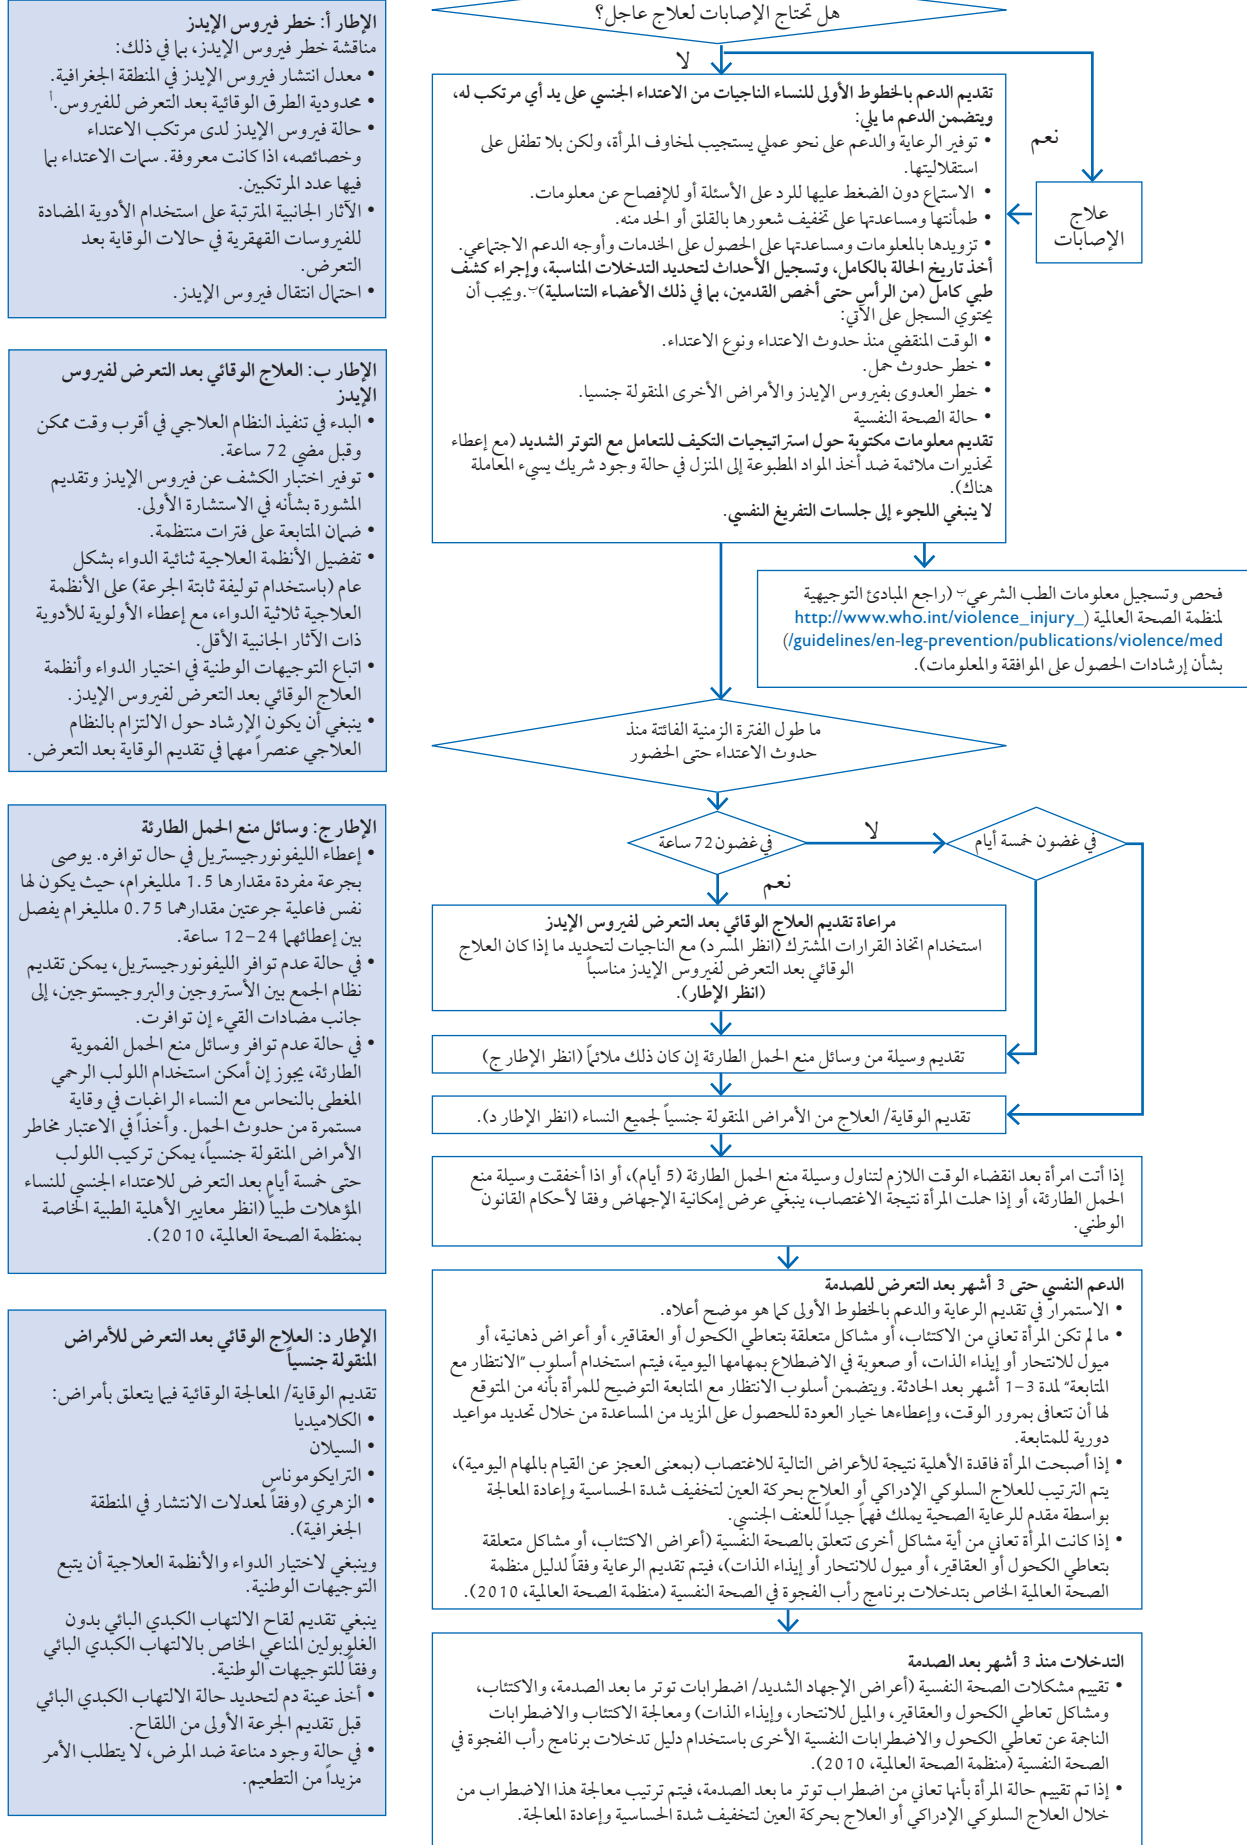 هل تحتاج الإصابات لعلاج عاجل؟
لا
نعم
علاج
الإصابات
تقديم الدعم بالخطوط الأولى للنساء الناجيات من الاعتداء الجنسي على يد أي مرتكب له،
ويتضمن الدعم ما يلي:
• توفير الرعاية والدعم على نحو عملي يستجيب لمخاوف المرأة، ولكن بلا تطفل على
استقلاليتها.
• الاستماع دون الضغط عليها للرد على الأسئلة أو للإفصاح عن معلومات.
• طمأنتها ومساعدتها على تخفيف شعورها بالقلق أو الحد منه.
• تزويدها بالمعلومات ومساعدتها على الحصول على الخدمات وأوجه الدعم الاجتماعي.
أخذ تاريخ الحالة بالكامل، وتسجيل الأحداث لتحديد التدخلات المناسبة، وإجراء كشف
طبي كامل (من الرأس حتى أخمص القدمين، بما في ذلك الأعضاء التناسلية)ب. ويجب أن
يحتوي السجل على الآتي:
• الوقت المنقضي منذ حدوث الاعتداء ونوع الاعتداء.
• خطر حدوث حمل.
• خطر العدوى بفيروس الإيدز والأمراض الأخرى المنقولة جنسيا.
• حالة الصحة النفسية
تقديم معلومات مكتوبة حول استراتيجيات التكيف للتعامل مع التوتر الشديد (مع إعطاء
تحذيرات ملائمة ضد أخذ المواد المطبوعة إلى المنزل في حالة وجود شريك يسيء المعاملة
هناك).
لا ينبغي اللجوء إلى جلسات التفريغ النفسي.
فحص وتسجيل معلومات الطب الشرعيب (راجع المبادئ التوجيهية
لمنظمة الصحة العالمية (http://www.who.int/violence_injury_
guidelines/en-leg-prevention/publications/violence/med/)
بشأن إرشادات الحصول على الموافقة والمعلومات).
ما طول الفترة الزمنية الفائتة منذ
حدوث الاعتداء حتى الحضور
في غضون 72 ساعة
لا
في غضون خمسة أيام
نعم
مراعاة تقديم العلاج الوقائي بعد التعرض لفيروس الإيدز
استخدام اتخاذ القرارات المشترك (انظر المسرد) مع الناجيات لتحديد ما إذا كان العلاج
الوقائي بعد التعرض لفيروس الإيدز مناسباً
(انظر الإطار).
تقديم وسيلة من وسائل منع الحمل الطارئة إن كان ذلك ملائماً (انظر الإطار ج)
تقديم الوقاية/ العلاج من الأمراض المنقولة جنسياً لجميع النساء (انظر الإطار د).
إذا أتت امرأة بعد انقضاء الوقت اللازم لتناول وسيلة منع الحمل الطارئة (5 أيام)، أو اذا أخفقت وسيلة منع
الحمل الطارئة، أو إذا حملت المرأة نتيجة الاغتصاب، ينبغي عرض إمكانية الإجهاض وفقا لأحكام القانون
الوطني.
الدعم النفسي حتى 3 أشهر بعد التعرض للصدمة
• الاستمرار في تقديم الرعاية والدعم بالخطوط الأولى كما هو موضح أعلاه.
• ما لم تكن المرأة تعاني من الاكتئاب، أو مشاكل متعلقة بتعاطي الكحول أو العقاقير، أو أعراض ذهانية، أو
ميول للانتحار أو إيذاء الذات، أو صعوبة في الاضطلاع بمهامها اليومية، فيتم استخدام أسلوب "الانتظار مع
المتابعة" لمدة 3–1 أشهر بعد الحادثة. ويتضمن أسلوب الانتظار مع المتابعة التوضيح للمرأة بأنه من المتوقع
لها أن تتعافى بمرور الوقت، وإعطاءها خيار العودة للحصول على المزيد من المساعدة من خلال تحديد مواعيد
دورية للمتابعة.
• إذا أصبحت المرأة فاقدة الأهلية نتيجة للأعراض التالية للاغتصاب (بمعنى العجز عن القيام بالمهام اليومية)،
يتم الترتيب للعلاج السلوكي الإدراكي أو العلاج بحركة العين لتخفيف شدة الحساسية وإعادة المعالجة
بواسطة مقدم للرعاية الصحية يملك فهماً جيداً للعنف الجنسي.
• إذا كانت المرأة تعاني من أية مشاكل أخرى تتعلق بالصحة النفسية (أعراض الاكتئاب، أو مشاكل متعلقة
بتعاطي الكحول أو العقاقير، أو ميول للانتحار أو إيذاء الذات)، فيتم تقديم الرعاية وفقاً لدليل منظمة
الصحة العالمية الخاص بتدخلات برنامج رأب الفجوة في الصحة النفسية (منظمة الصحة العالمية، 2010).
التدخلات منذ 3 أشهر بعد الصدمة
• تقييم مشكلات الصحة النفسية (أعراض الإجهاد الشديد/ اضطرابات توتر ما بعد الصدمة، والاكتئاب،
ومشاكل تعاطي الكحول والعقاقير، والميل للانتحار، وإيذاء الذات) ومعالجة الاكتئاب والاضطرابات
الناجمة عن تعاطي الكحول والاضطرابات النفسية الأخرى باستخدام دليل تدخلات برنامج رأب الفجوة في
الصحة النفسية (منظمة الصحة العالمية، 2010).
• إذا تم تقييم حالة المرأة بأنها تعاني من اضطراب توتر ما بعد الصدمة، فيتم ترتيب معالجة هذا الاضطراب من
خلال العلاج السلوكي الإدراكي أو العلاج بحركة العين لتخفيف شدة الحساسية وإعادة المعالجة.
الإطار أ: خطر فيروس الإيدز
مناقشة خطر فيروس الإيدز، بما في ذلك:
• معدل انتشار فيروس الإيدز في المنطقة الجغرافية.
• محدودية الطرق الوقائية بعد التعرض للفيروس.أ
• حالة فيروس الإيدز لدى مرتكب الاعتداء
وخصائصه، اذا كانت معروفة. سمات الاعتداء بما
فيها عدد المرتكبين.
• الآثار الجانبية المترتبة على استخدام الأدوية المضادة
للفيروسات القهقرية في حالات الوقاية بعد
التعرض.
• احتمال انتقال فيروس الإيدز.
الإطار ب: العلاج الوقائي بعد التعرض لفيروس
الإيدز
• البدء في تنفيذ النظام العلاجي في أقرب وقت ممكن
وقبل مضي 72 ساعة.
• توفير اختبار الكشف عن فيروس الإيدز وتقديم
المشورة بشأنه في الاستشارة الأولى.
• ضمان المتابعة على فترات منتظمة.
• تفضيل الأنظمة العلاجية ثنائية الدواء بشكل
عام (باستخدام توليفة ثابتة الجرعة) على الأنظمة
العلاجية ثلاثية الدواء، مع إعطاء الأولوية للأدوية
ذات الآثار الجانبية الأقل.
• اتباع التوجيهات الوطنية في اختيار الدواء وأنظمة
العلاج الوقائي بعد التعرض لفيروس الإيدز.
• ينبغي أن يكون الإرشاد حول الالتزام بالنظام
العلاجي عنصراً مهما في تقديم الوقاية بعد التعرض.
الإطار ج: وسائل منع الحمل الطارئة
• إعطاء الليفونورجيستريل في حال توافره. يوصى
بجرعة مفردة مقدارها 1.5 ملليغرام، حيث يكون لها
نفس فاعلية جرعتين مقدارهما 0.75 ملليغرام يفصل
بين إعطائهما 24–12 ساعة.
• في حالة عدم توافر الليفونورجيستريل، يمكن تقديم
نظام الجمع بين الأستروجين والبروجيستوجين، إلى
جانب مضادات القيء إن توافرت.
• في حالة عدم توافر وسائل منع الحمل الفموية
الطارئة، يجوز إن أمكن استخدام اللولب الرحمي
المغطى بالنحاس مع النساء الراغبات في وقاية
مستمرة من حدوث الحمل. وأخذاً في الاعتبار مخاطر
الأمراض المنقولة جنسياً، يمكن تركيب اللولب
حتى خمسة أيام بعد التعرض للاعتداء الجنسي للنساء
المؤهلات طبياً (انظر معايير الأهلية الطبية الخاصة
بمنظمة الصحة العالمية، 2010).
الإطار د: العلاج الوقائي بعد التعرض للأمراض
المنقولة جنسياً
تقديم الوقاية/ المعالجة الوقائية فيما يتعلق بأمراض:
• الكلاميديا
• السيلان
• الترايكوموناس
• الزهري (وفقاً لمعدلات الانتشار في المنطقة
الجغرافية).
وينبغي لاختيار الدواء والأنظمة العلاجية أن يتبع
التوجيهات الوطنية.
ينبغي تقديم لقاح الالتهاب الكبدي البائي بدون
الغلوبولين المناعي الخاص بالالتهاب الكبدي البائي
وفقاً للتوجيهات الوطنية.
• أخذ عينة دم لتحديد حالة الالتهاب الكبدي البائي
قبل تقديم الجرعة الأولى من اللقاح.
• في حالة وجود مناعة ضد المرض، لا يتطلب الأمر
مزيداً من التطعيم.